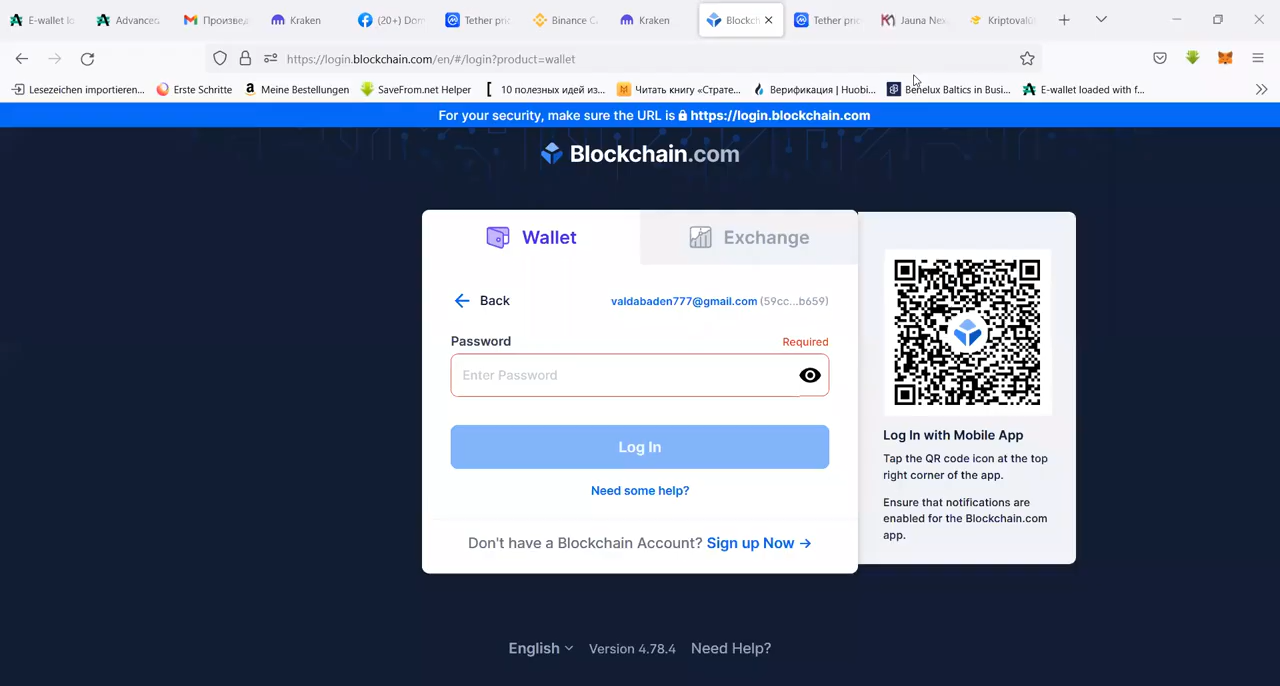 E-wallet lo
Advanced
Произвед
Kraken
(20+) Dom
Tether pric
Binance C
Kraken
Blockch
Tether pric
Jauna Nex
Kriptovalū
https://login.blockchain.com/en/#/login?product=wallet
Lesezeichen importieren...
Erste Schritte
Meine Bestellungen
SaveFrom.net Helper
10 полезных идей из...
Читать книгу «Страте...
Верификация | Huobi...
Benelux Baltics in Busi...
E-wallet loaded with f...
For your security, make sure the URL is https://login.blockchain.com
Blockchain.com
Wallet
Exchange
Back
valdabaden777@gmail.com (59cc...b659)
Password
Required
Enter Password
Log In
Need some help?
Don't have a Blockchain Account? Sign up Now →
Log In with Mobile App
Tap the QR code icon at the top
right corner of the app.
Ensure that notifications are
enabled for the Blockchain.com
app.
English
Version 4.78.4
Need Help?